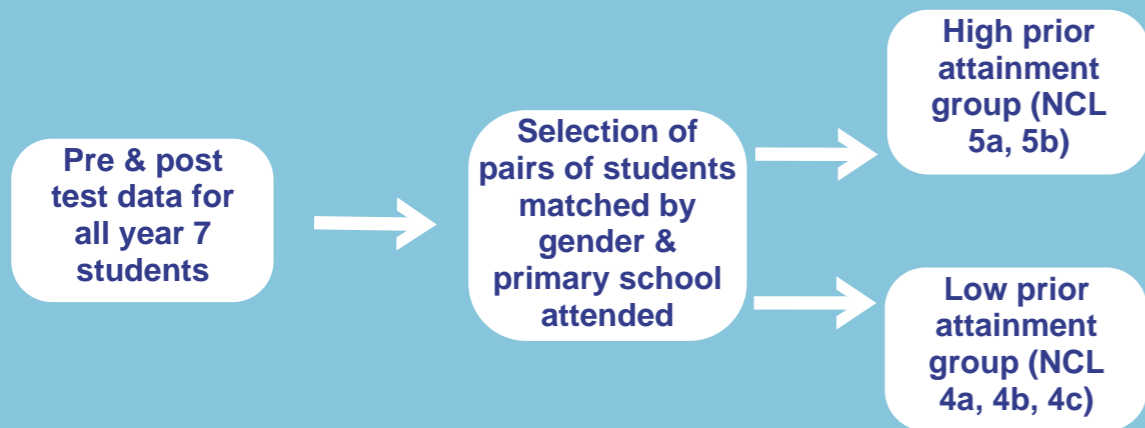 Pre & post
test data for
all year 7
students
Selection of
pairs of students
matched by
gender &
primary school
attended
High prior
attainment
group (NCL
5a, 5b)
Low prior
attainment
group (NCL
4a, 4b, 4c)